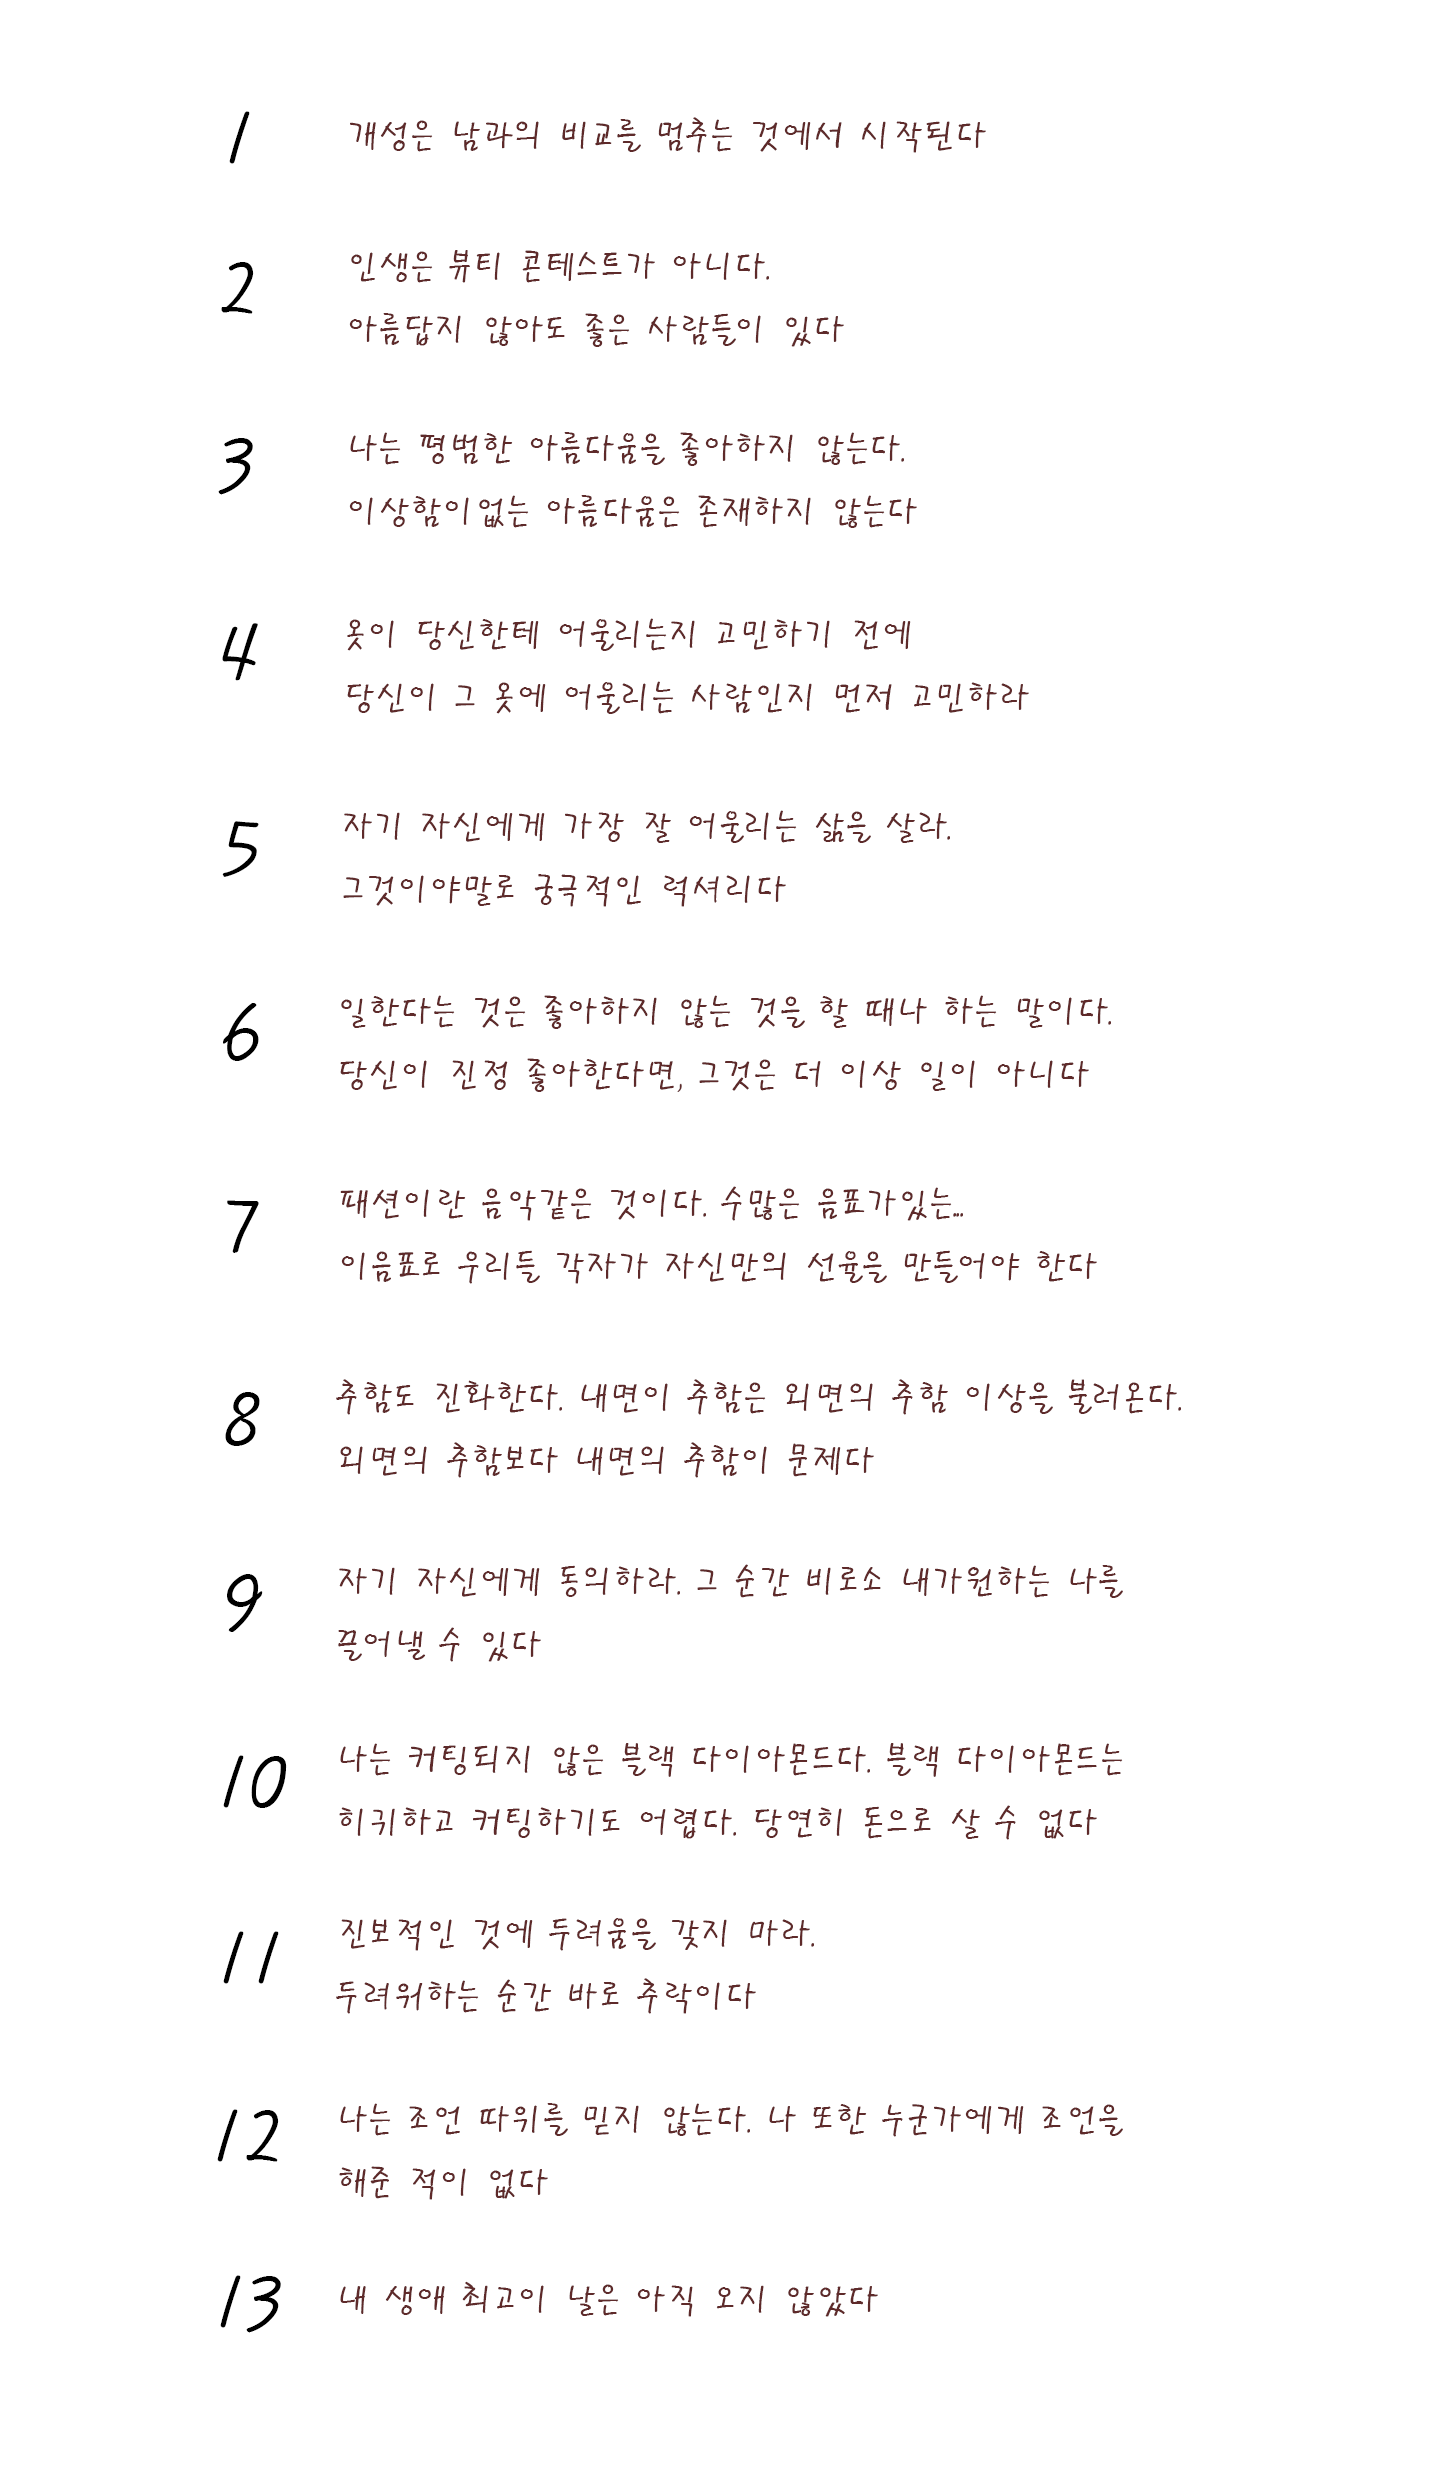 1 개성은 남과의 비교를 멈추는 것에서 시작된다
2 인생은 뷰티 콘테스트가 아니다.
아름답지 않아도 좋은 사람들이 있다
3 나는 평범한 아름다움을 좋아하지 않는다.
이상함이없는 아름다움은 존재하지 않는다
4 옷이 당신한테 어울리는지 고민하기 전에
당신이 그 옷에 어울리는 사람인지 먼저 고민하라
5 자기 자신에게 가장 잘 어울리는 삶을 살라.
그것이야말로 궁극적인 럭셔리다
6 일한다는 것은 좋아하지 않는 것을 할 때나 하는 말이다.
당신이 진정 좋아한다면, 그것은 더 이상 일이 아니다
7 패션이란 음악같은 것이다. 수많은 음표가있는...
이음표로 우리들 각자가 자신만의 선율을 만들어야 한다
8 추함도 진화한다. 내면이 추함은 외면의 추함 이상을 불러온다.
외면의 추함보다 내면의 추함이 문제다
9 자기 자신에게 동의하라. 그 순간 비로소 내가원하는 나를
끌어낼 수 있다
10 나는 커팅되지 않은 블랙 다이아몬드다. 블랙 다이아몬드는
희귀하고 커팅하기도 어렵다. 당연히 돈으로 살 수 없다
11 진보적인 것에 두려움을 갖지 마라.
두려워하는 순간 바로 추락이다
12 나는 조언 따위를 믿지 않는다. 나 또한 누군가에게 조언을
해준 적이 없다
13 내 생애 최고이 날은 아직 오지 않았다